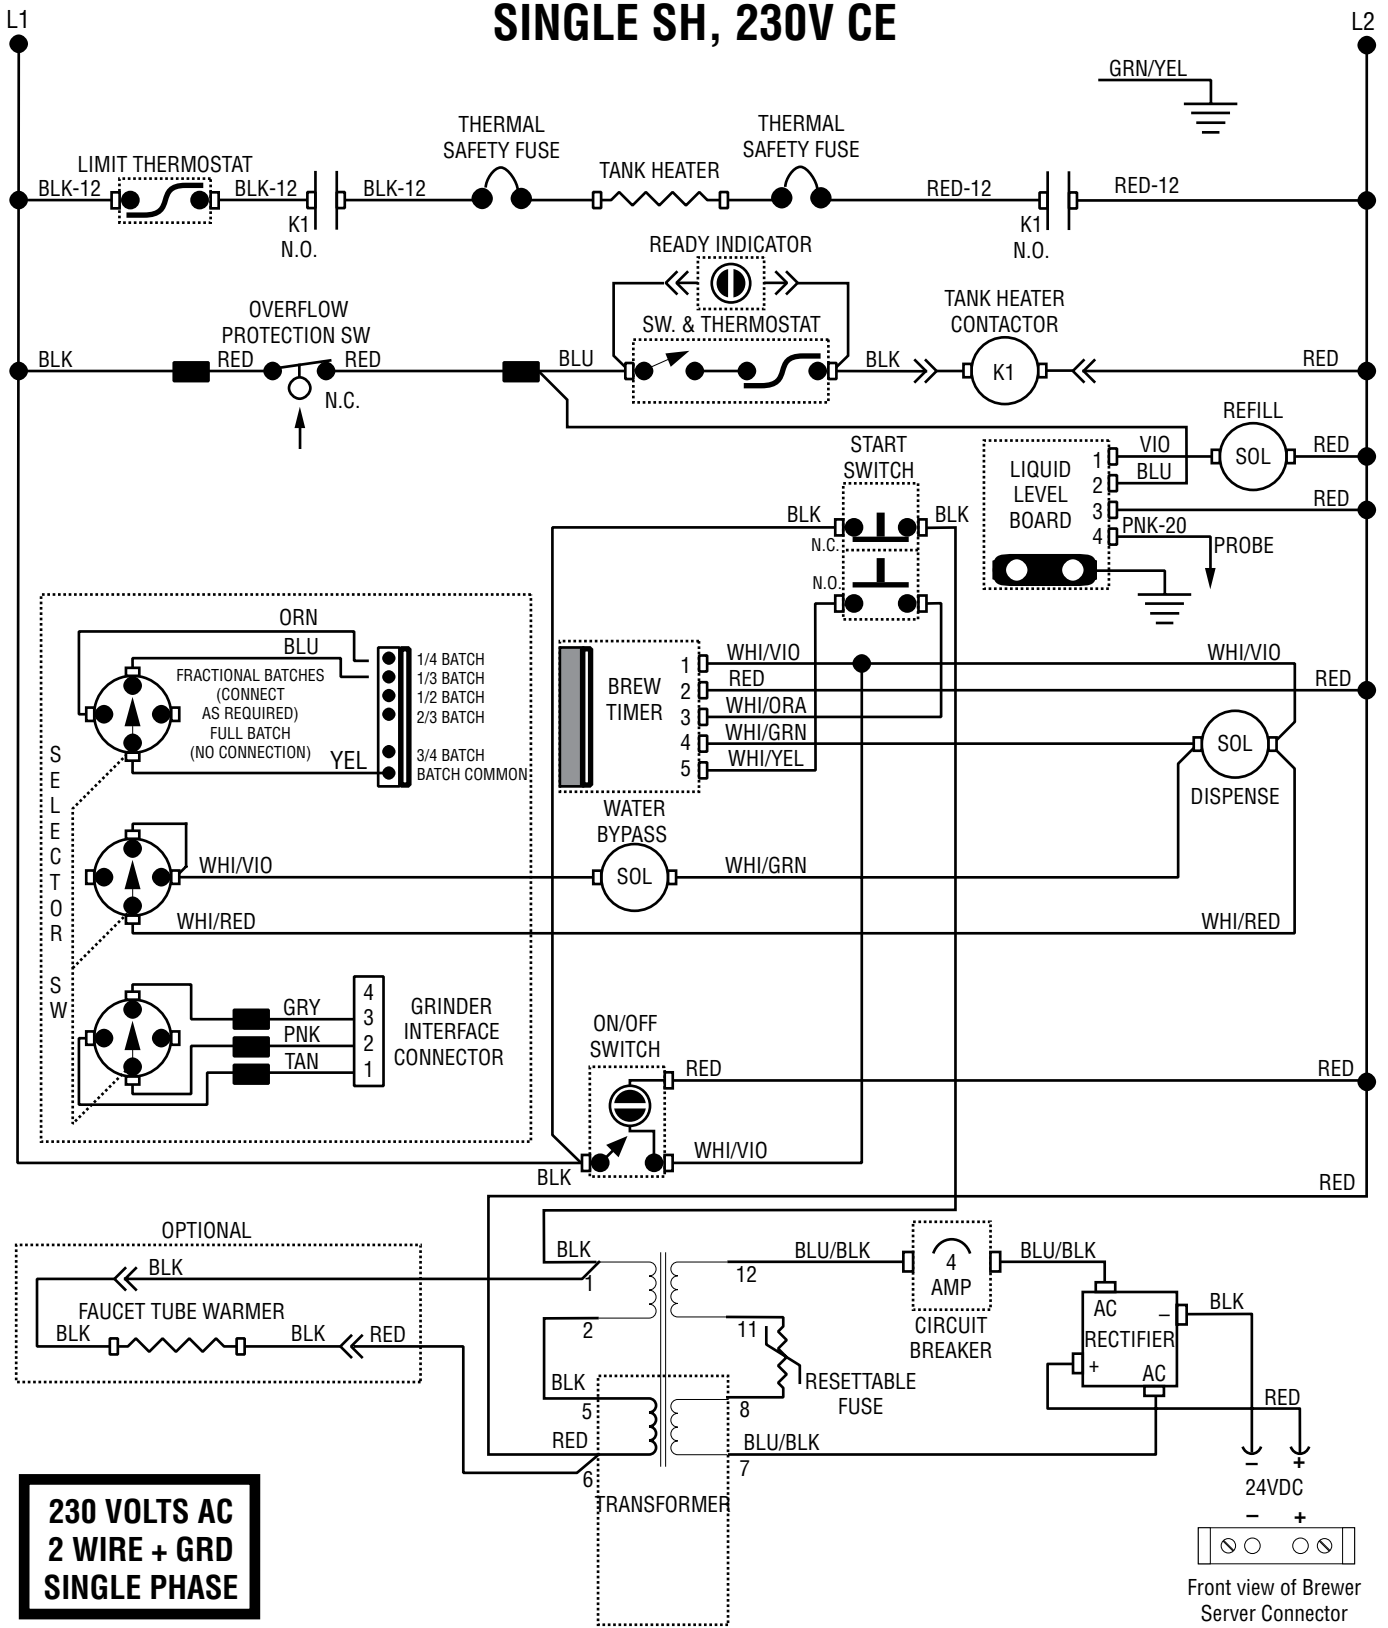 SINGLE SH, 230V CE
L1
L2
GRN/YEL
THERMAL
SAFETY FUSE
THERMAL
SAFETY FUSE
LIMIT THERMOSTAT
TANK HEATER
BLK-12
BLK-12
BLK-12
RED-12
RED-12
K1
N.O.
K1
N.O.
READY INDICATOR
OVERFLOW
PROTECTION SW
SW. & THERMOSTAT
TANK HEATER
CONTACTOR
BLK
RED
RED
BLU
BLK
K1
RED
N.C.
REFILL
START
SWITCH
LIQUID
LEVEL
BOARD
1
2
3
4
VIO
BLU
SOL
RED
RED
PNK-20
PROBE
BLK
BLK
N.C.
N.O.
ORN
BLU
FRACTIONAL BATCHES
(CONNECT
AS REQUIRED)
FULL BATCH
(NO CONNECTION)
YEL
1/4 BATCH
1/3 BATCH
1/2 BATCH
2/3 BATCH
3/4 BATCH
BATCH COMMON
BREW
TIMER
1
2
3
4
5
WHI/VIO
RED
WHI/ORA
WHI/GRN
WHI/YEL
WHI/VIO
RED
SOL
DISPENSE
SELECTOR SW
WATER
BYPASS
WHI/VIO
SOL
WHI/GRN
WHI/RED
WHI/RED
GRY
PNK
TAN
4
3
2
1
GRINDER
INTERFACE
CONNECTOR
ON/OFF
SWITCH
RED
RED
WHI/VIO
BLK
RED
OPTIONAL
BLK
FAUCET TUBE WARMER
BLK
BLK
RED
BLK
1
2
BLK
5
RED
6
12
11
8
7
BLU/BLK
4
AMP
BLU/BLK
CIRCUIT
BREAKER
RESETTABLE
FUSE
BLU/BLK
TRANSFORMER
AC
–
RECTIFIER
+
AC
BLK
RED
– +
24VDC
– +
Front view of Brewer
Server Connector
230 VOLTS AC
2 WIRE + GRD
SINGLE PHASE